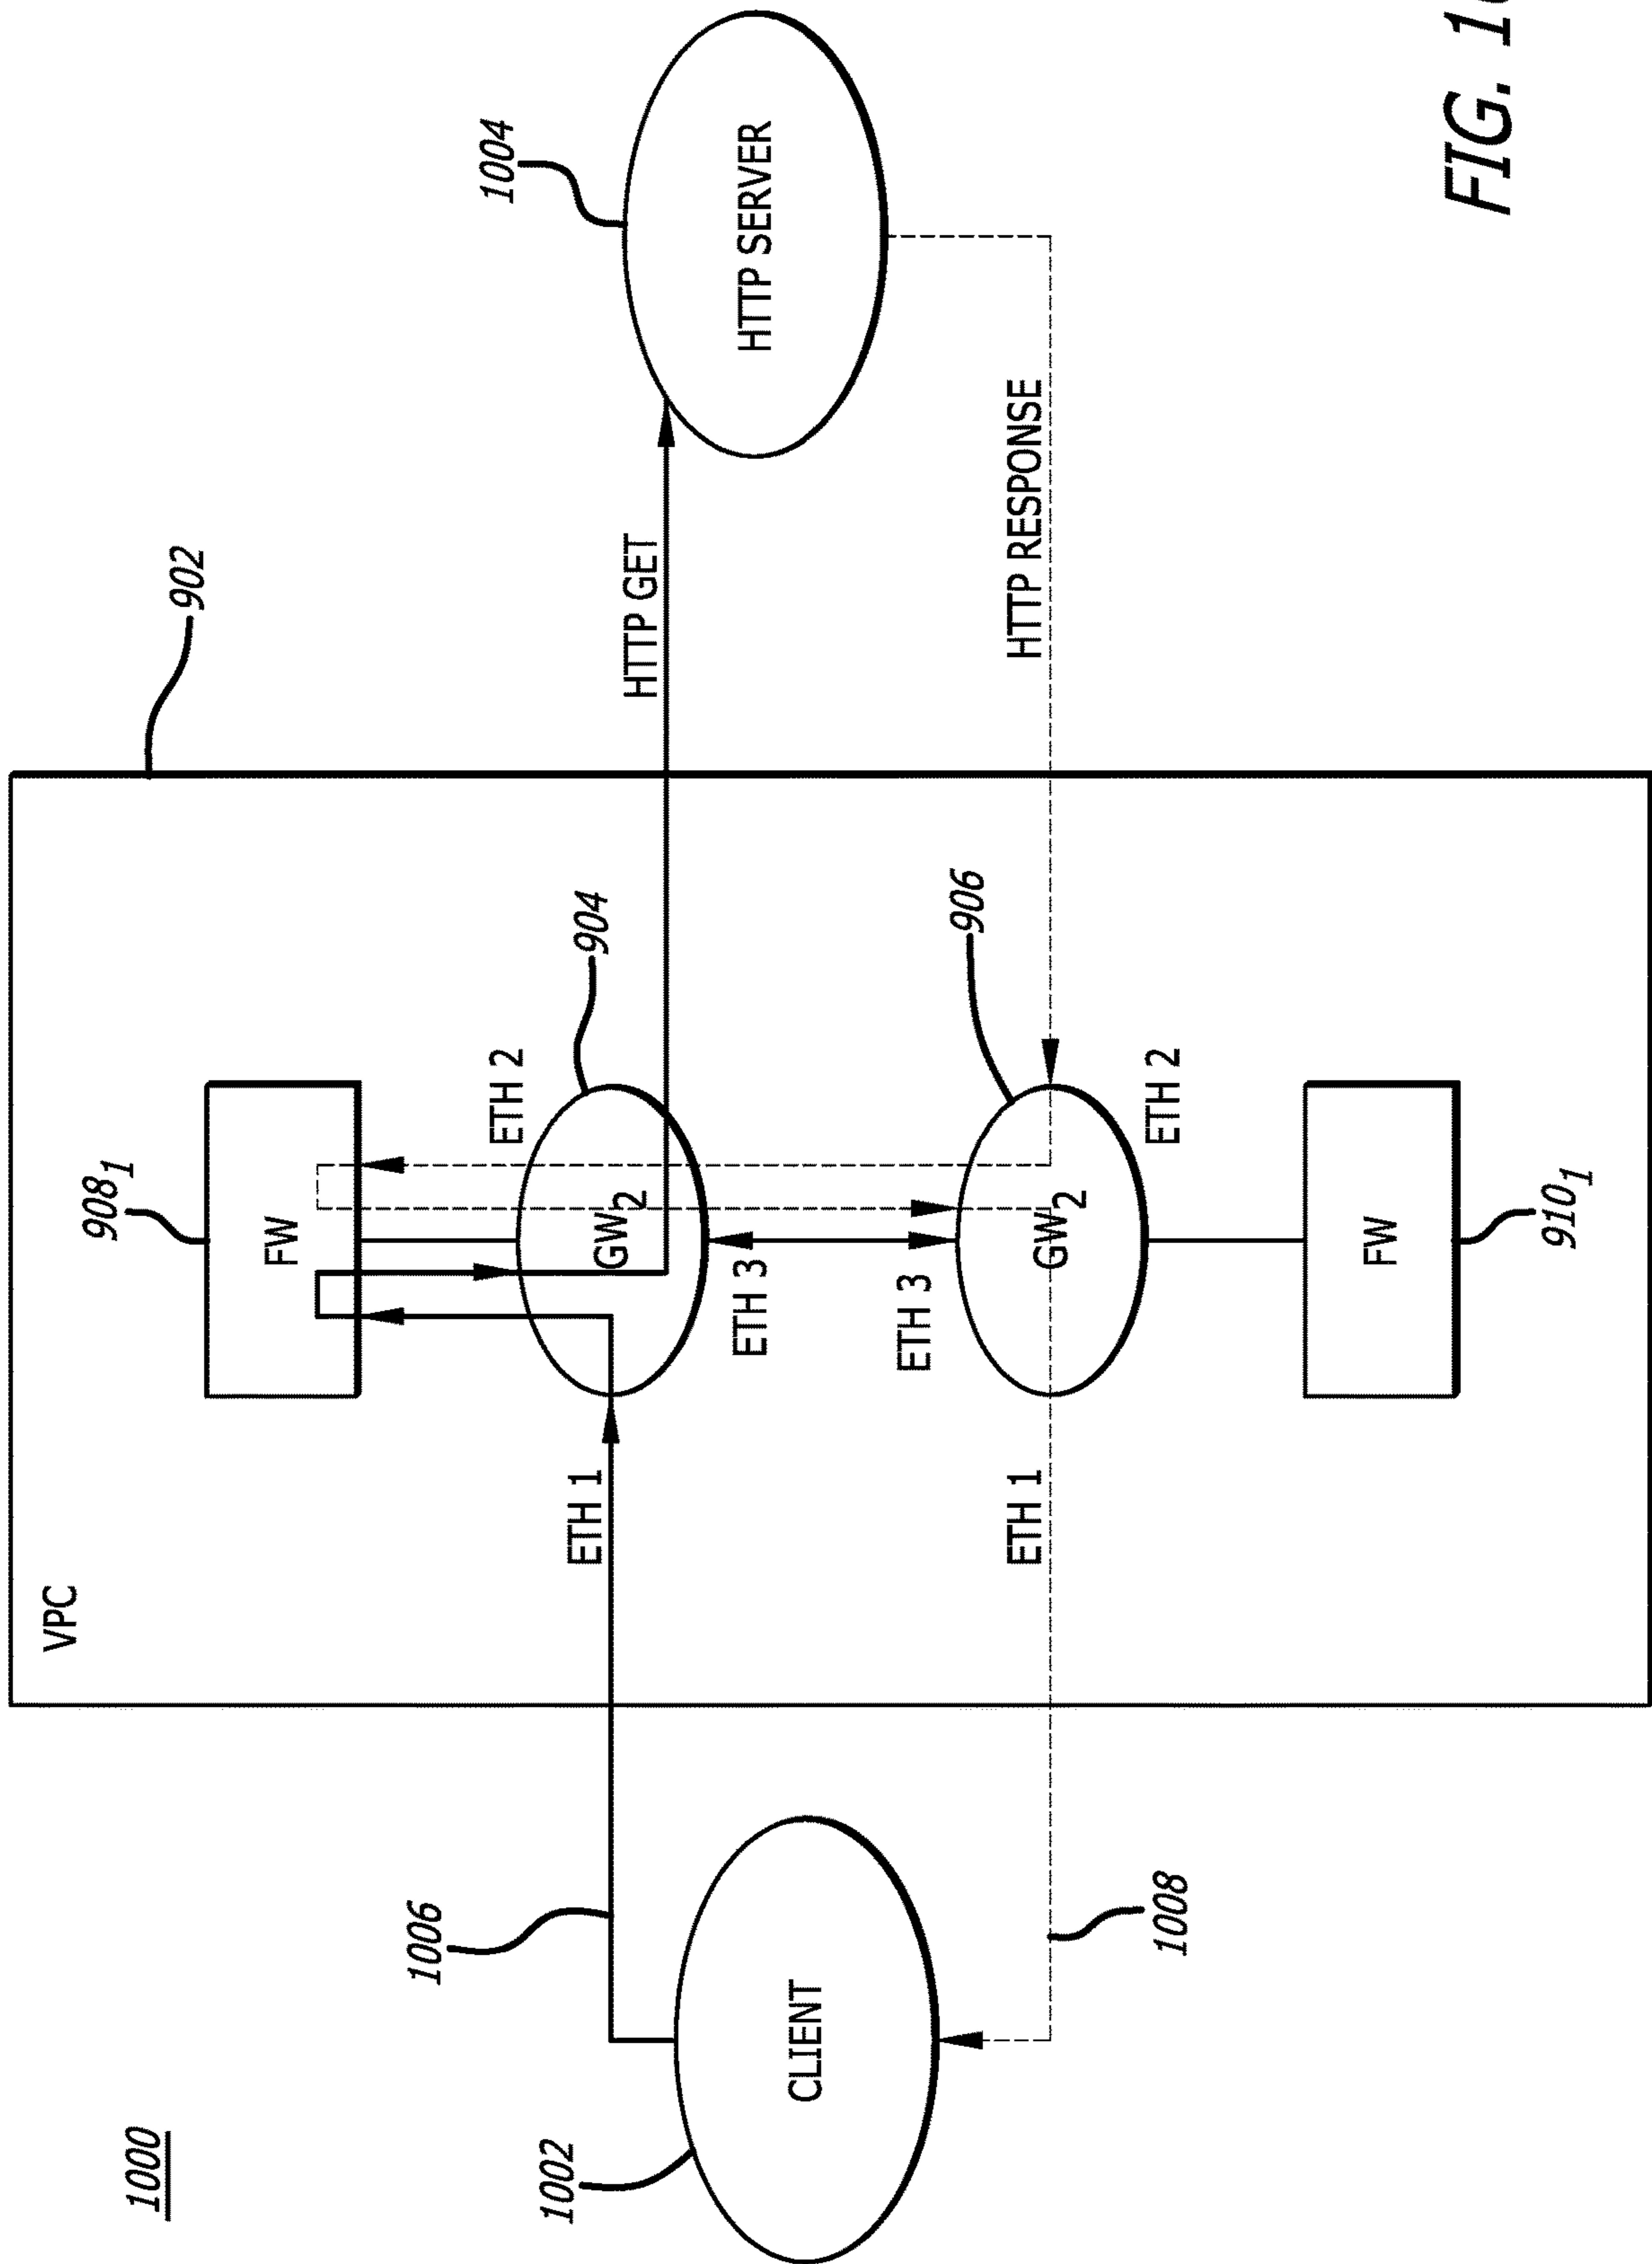 1000
VPC
902
908₁
FW
ETH 2
904
GW₂
ETH 1
ETH 3
HTTP GET
1004
HTTP SERVER
1006
1002
CLIENT
ETH 3
906
GW₂
ETH 1
ETH 2
HTTP RESPONSE
1008
FW
910₁
FIG.